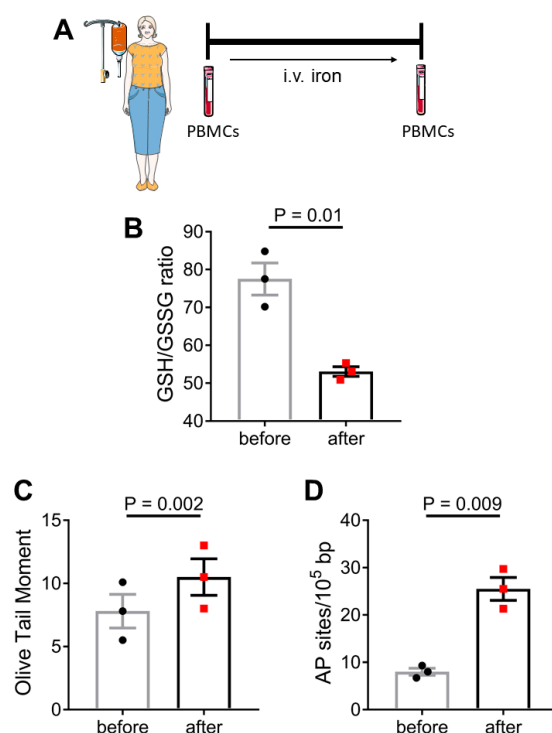 A
i.v. iron
PBMCs
PBMCs
B
P = 0.01
GSH/GSSG ratio
90
80
70
60
50
40
before
after
C
P = 0.002
Olive Tail Moment
15
10
5
0
before
after
D
P = 0.009
AP sites/10⁵ bp
40
30
20
10
0
before
after